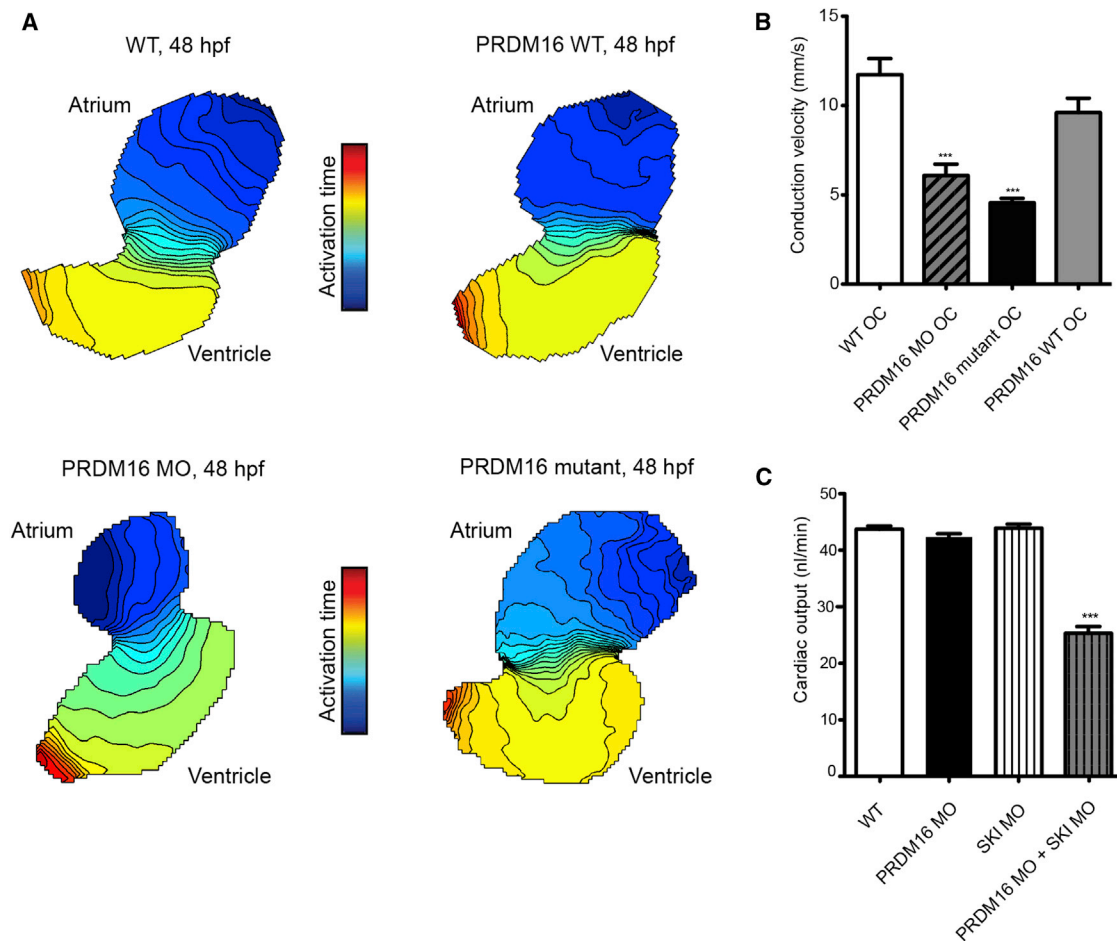 A
WT, 48 hpf
Atrium
Ventricle
Activation time
PRDM16 WT, 48 hpf
Atrium
Ventricle
PRDM16 MO, 48 hpf
Atrium
Ventricle
Activation time
PRDM16 mutant, 48 hpf
Atrium
Ventricle
B
Conduction velocity (mm/s)
15
10
5
0
***
***
WT OC
PRDM16 MO OC
PRDM16 mutant OC
PRDM16 WT OC
C
Cardiac output (nl/min)
50
40
30
20
10
0
***
WT
PRDM16 MO
SKI MO
PRDM16 MO + SKI MO